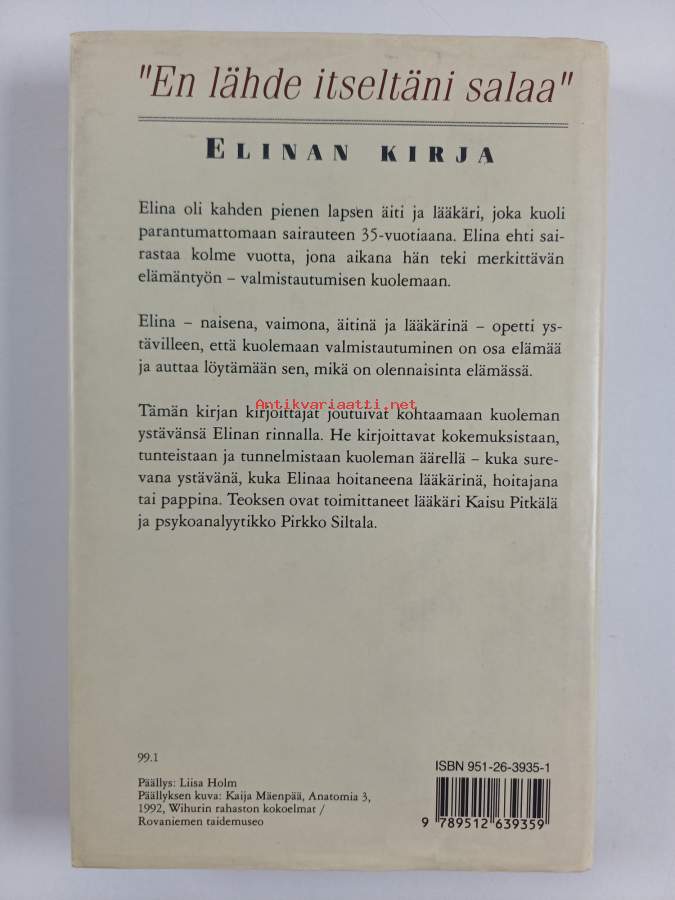 "En lähde itseltäni salaa"
ELINAN KIRJA
Elina oli kahden pienen lapsen äiti ja lääkäri, joka kuoli
parantumattomaan sairauteen 35-vuotiaana. Elina ehti sai-
rastaa kolme vuotta, jona aikana hän teki merkittävän
elämäntyön – valmistautumisen kuolemaan.
Elina – naisena, vaimona, äitinä ja lääkärinä – opetti ys-
tävilleen, että kuolemaan valmistautuminen on osa elämää
ja auttaa löytämään sen, mikä on olennaisinta elämässä.
Antikvariaatti.net
Tämän kirjan kirjoittajat joutuivat kohtaamaan kuoleman
ystävänsä Elinan rinnalla. He kirjoittavat kokemuksistaan,
tunteistaan ja tunnelmistaan kuoleman äärellä – kuka sure-
vana ystävänä, kuka Elinaa hoitaneena lääkärinä, hoitajana
tai pappina. Teoksen ovat toimittaneet lääkäri Kaisu Pitkälä
ja psykoanalyytikko Pirkko Siltala.
99.1
Päällys: Liisa Holm
Päällyksen kuva: Kaija Mäenpää, Anatomia 3,
1992, Wihurin rahaston kokoelmat /
Rovaniemen taidemuseo
ISBN 951-26-3935-1
9 789512 639359